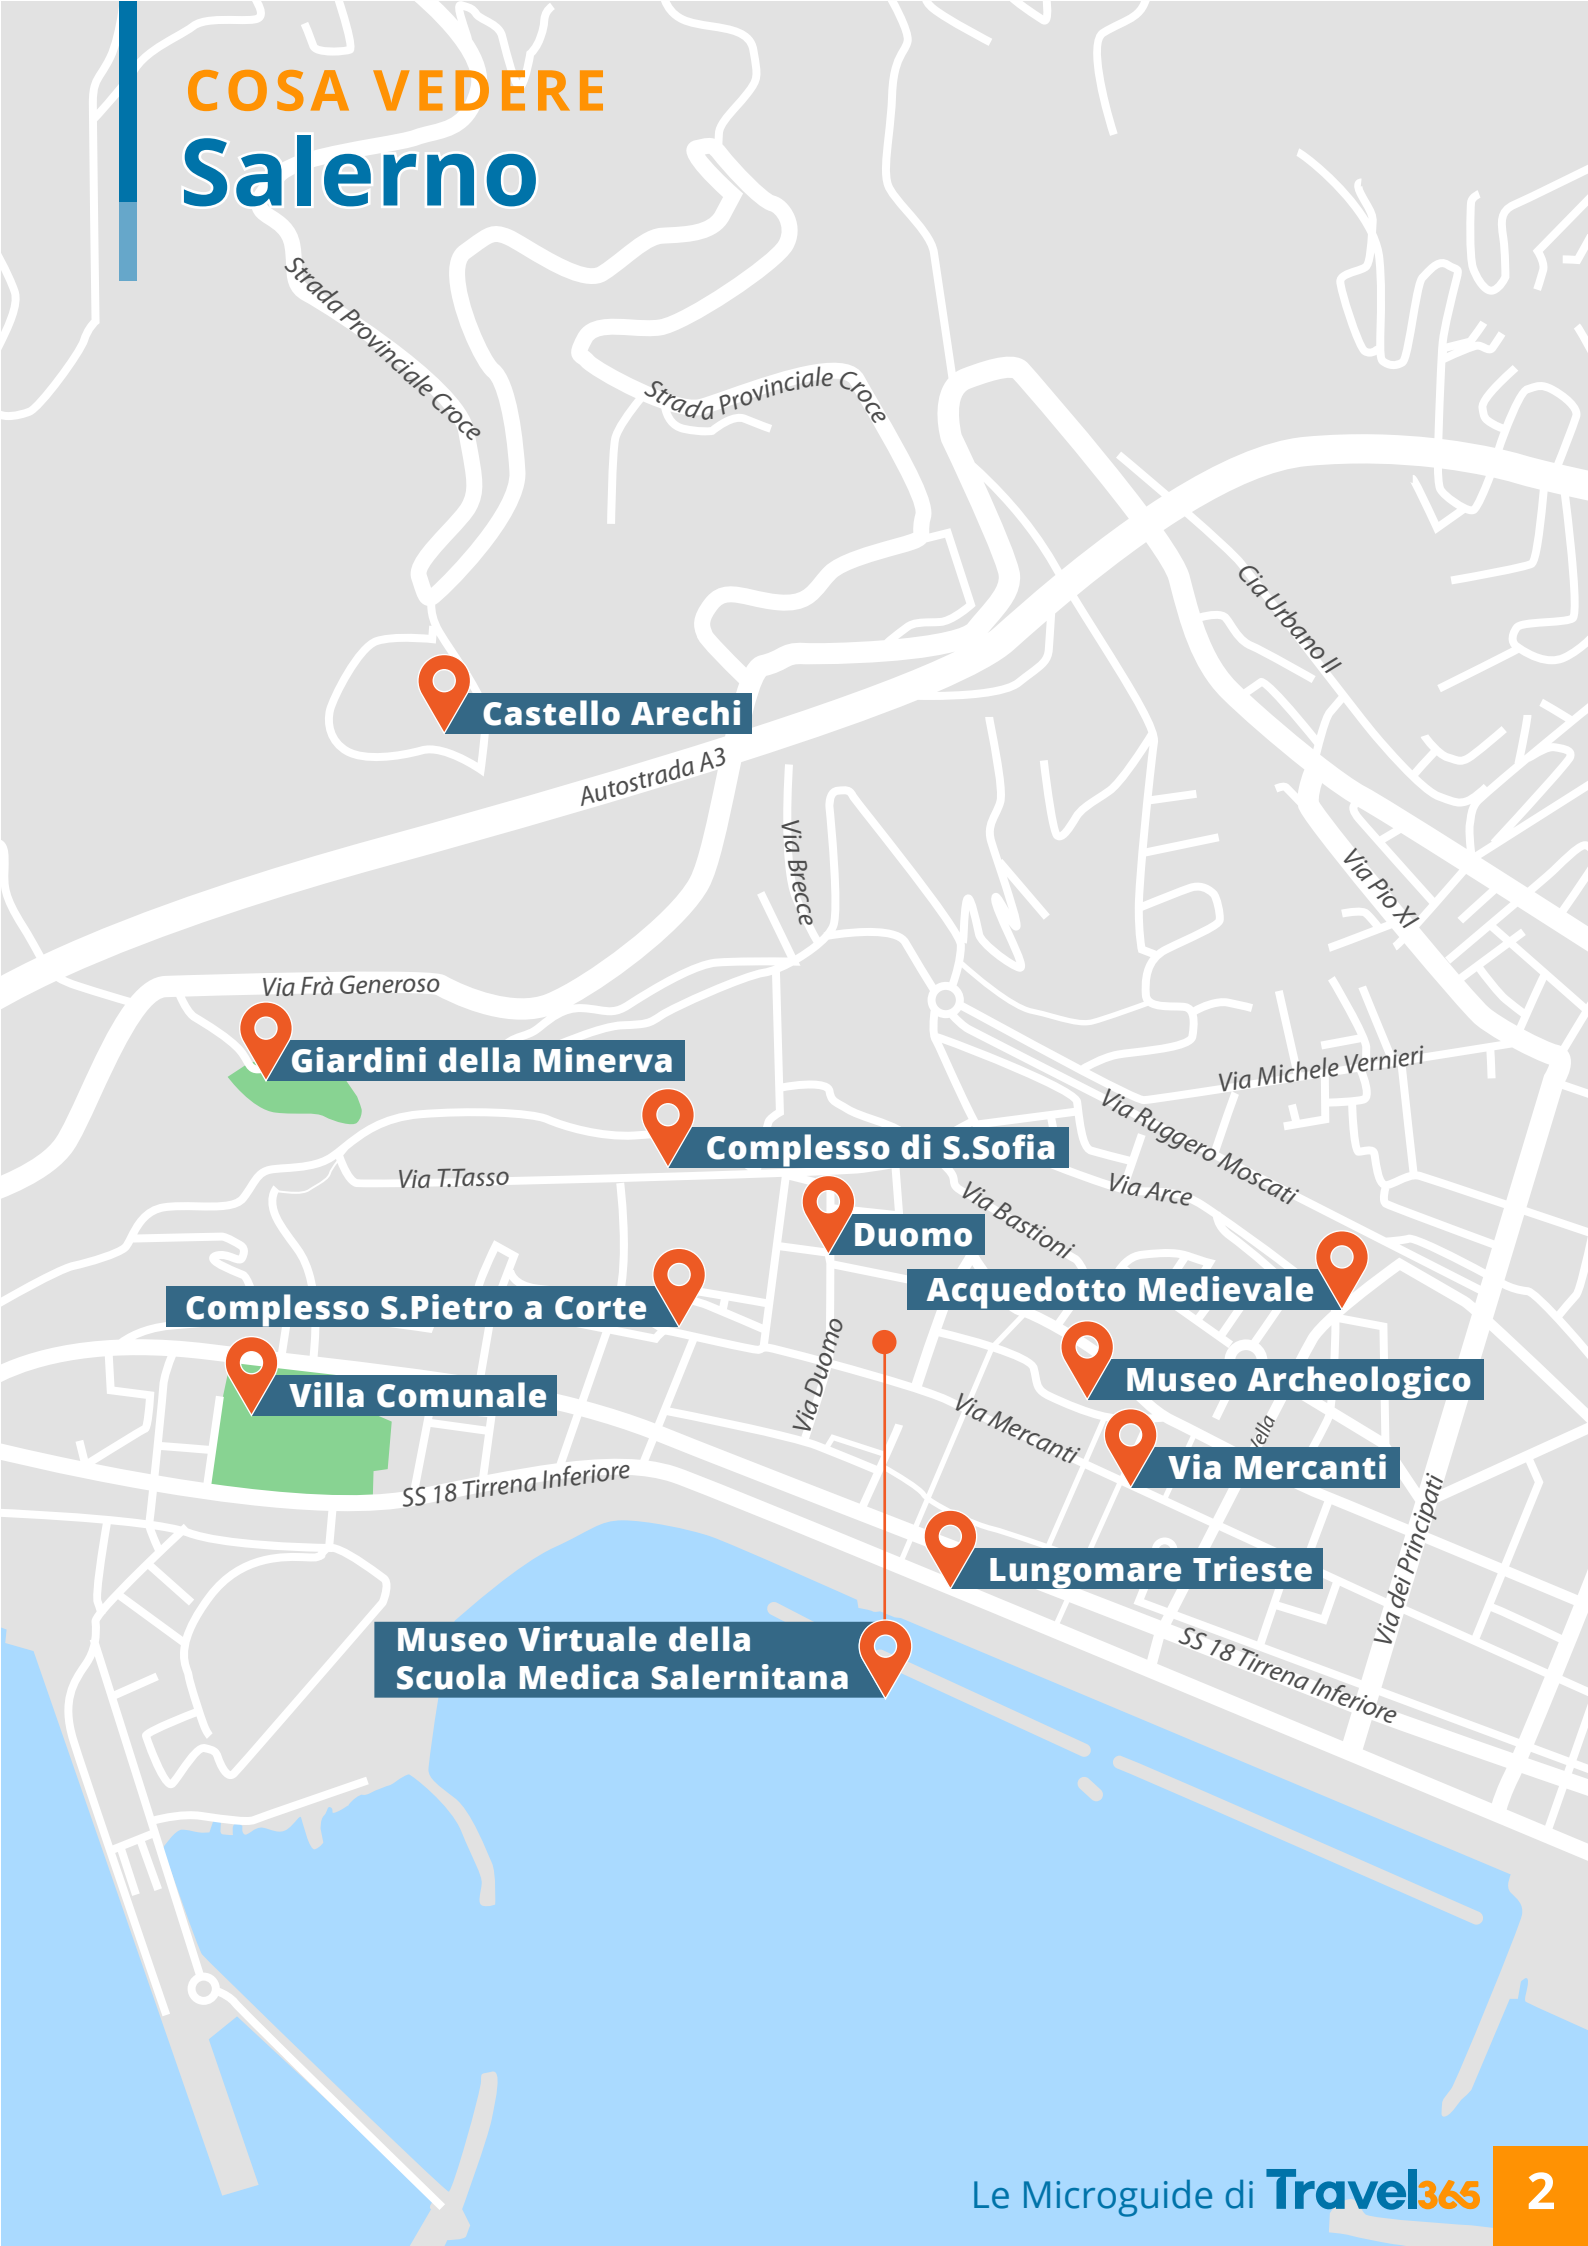 COSA VEDERE
Salerno
Strada Provinciale Croce
Strada Provinciale Croce
Cia Urbano II
Castello Arechi
Autostrada A3
Via Brecce
Via Pio XI
Via Frà Generoso
Giardini della Minerva
Via Michele Vernieri
Via Ruggero Moscati
Complesso di S.Sofia
Via T.Tasso
Via Arce
Via Bastioni
Duomo
Acquedotto Medievale
Complesso S.Pietro a Corte
Via Duomo
Museo Archeologico
Villa Comunale
Via Mercanti
Via Mercanti
SS 18 Tirrena Inferiore
Via dei Principati
Lungomare Trieste
Museo Virtuale della
Scuola Medica Salernitana
SS 18 Tirrena Inferiore
Le Microguide di Travel365
2